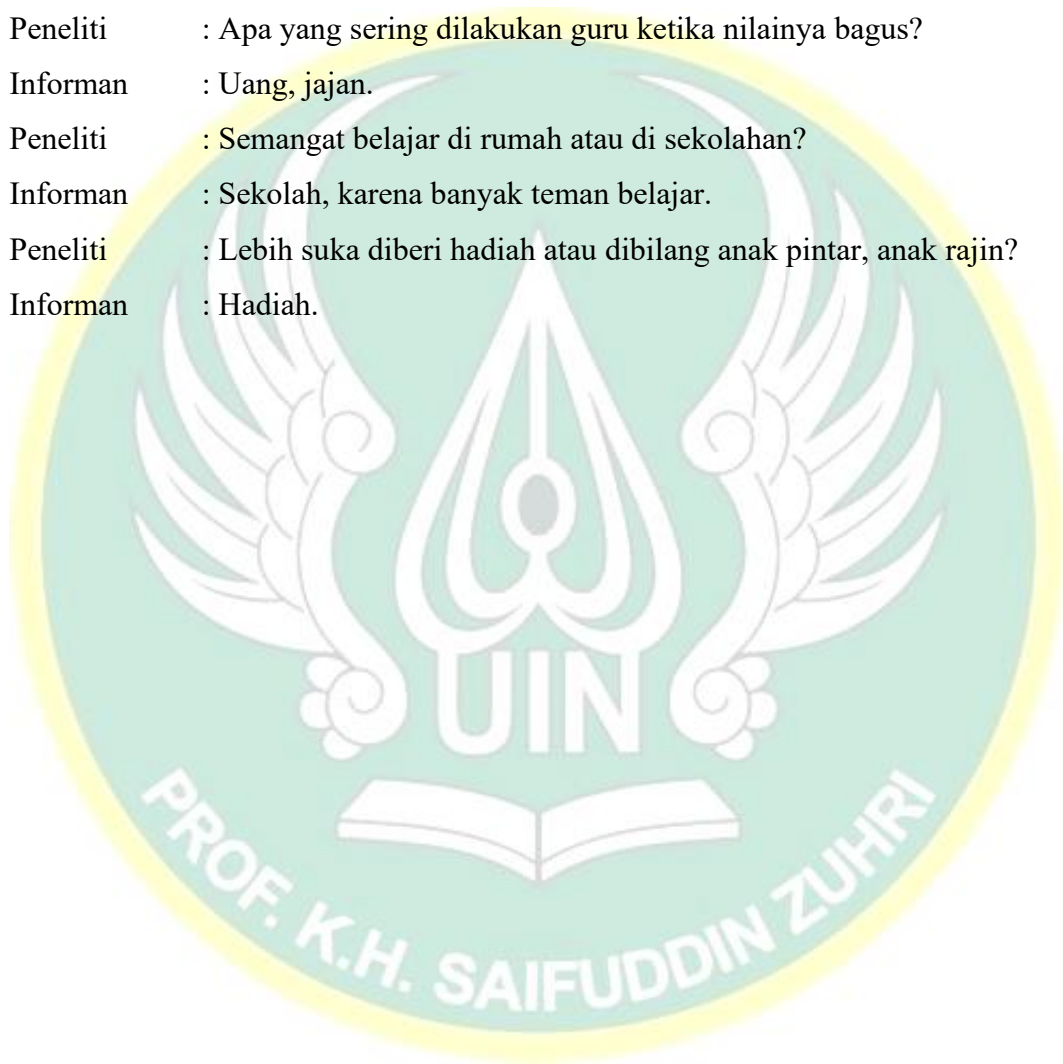 Peneliti : Apa yang sering dilakukan guru ketika nilainya bagus?
Informan : Uang, jajan.
Peneliti : Semangat belajar di rumah atau di sekolahan?
Informan : Sekolah, karena banyak teman belajar.
Peneliti : Lebih suka diberi hadiah atau dibilang anak pintar, anak rajin?
Informan : Hadiah.
UIN
PROF. K.H. SAIFUDDIN ZUHRI